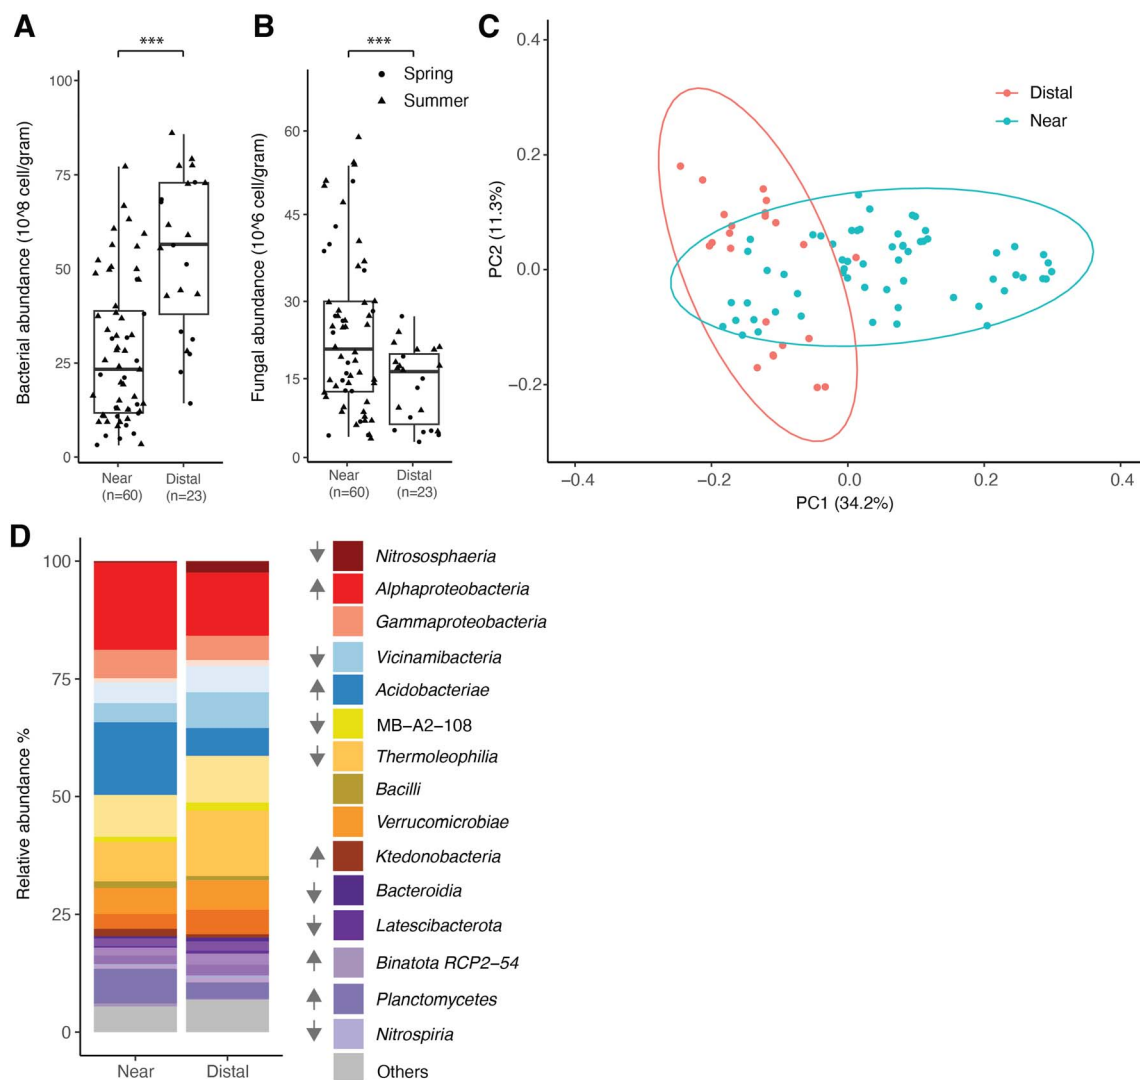 A
***
Bacterial abundance (10^8 cell/gram)
100
75
50
25
0
Near
(n=60)
Distal
(n=23)
B
***
Spring
Summer
Fungal abundance (10^6 cell/gram)
60
45
30
15
0
Near
(n=60)
Distal
(n=23)
C
Distal
Near
PC2 (11.3%)
0.4
0.2
0.0
−0.2
−0.4
−0.2
0.0
0.2
0.4
PC1 (34.2%)
D
Relative abundance %
100
75
50
25
0
Near
Distal
Nitrososphaeria
Alphaproteobacteria
Gammaproteobacteria
Vicinamibacteria
Acidobacteriae
MB−A2−108
Thermoleophilia
Bacilli
Verrucomicrobiae
Ktedonobacteria
Bacteroidia
Latescibacterota
Binatota RCP2−54
Planctomycetes
Nitrospiria
Others